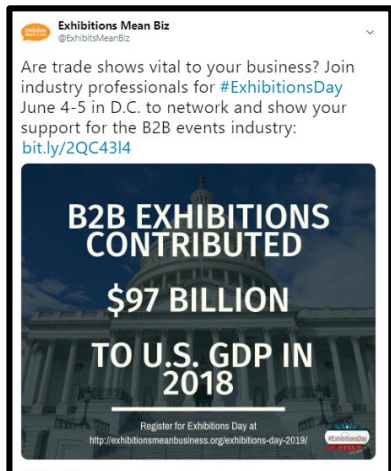 Exhibitions Mean Biz
@ExhibitsMeanBiz
Are trade shows vital to your business? Join
industry professionals for #ExhibitionsDay
June 4-5 in D.C. to network and show your
support for the B2B events industry:
bit.ly/2QC43l4
B2B EXHIBITIONS
CONTRIBUTED
$97 BILLION
TO U.S. GDP IN
2018
Register for Exhibitions Day at
http://exhibitionsmeanbusiness.org/exhibitions-day-2019/
#ExhibitionsDay